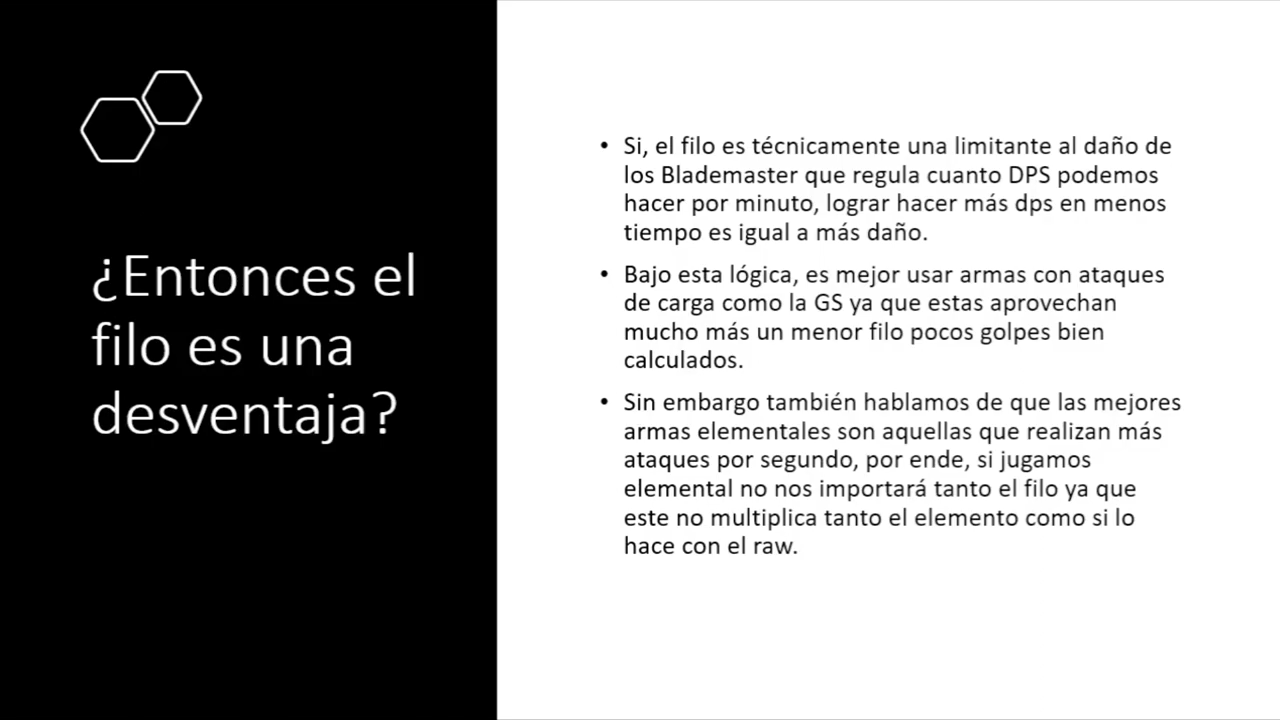 ¿Entonces el
filo es una
desventaja?
• Si, el filo es técnicamente una limitante al daño de
los Blademaster que regula cuanto DPS podemos
hacer por minuto, lograr hacer más dps en menos
tiempo es igual a más daño.
• Bajo esta lógica, es mejor usar armas con ataques
de carga como la GS ya que estas aprovechan
mucho más un menor filo pocos golpes bien
calculados.
• Sin embargo también hablamos de que las mejores
armas elementales son aquellas que realizan más
ataques por segundo, por ende, si jugamos
elemental no nos importará tanto el filo ya que
este no multiplica tanto el elemento como si lo
hace con el raw.